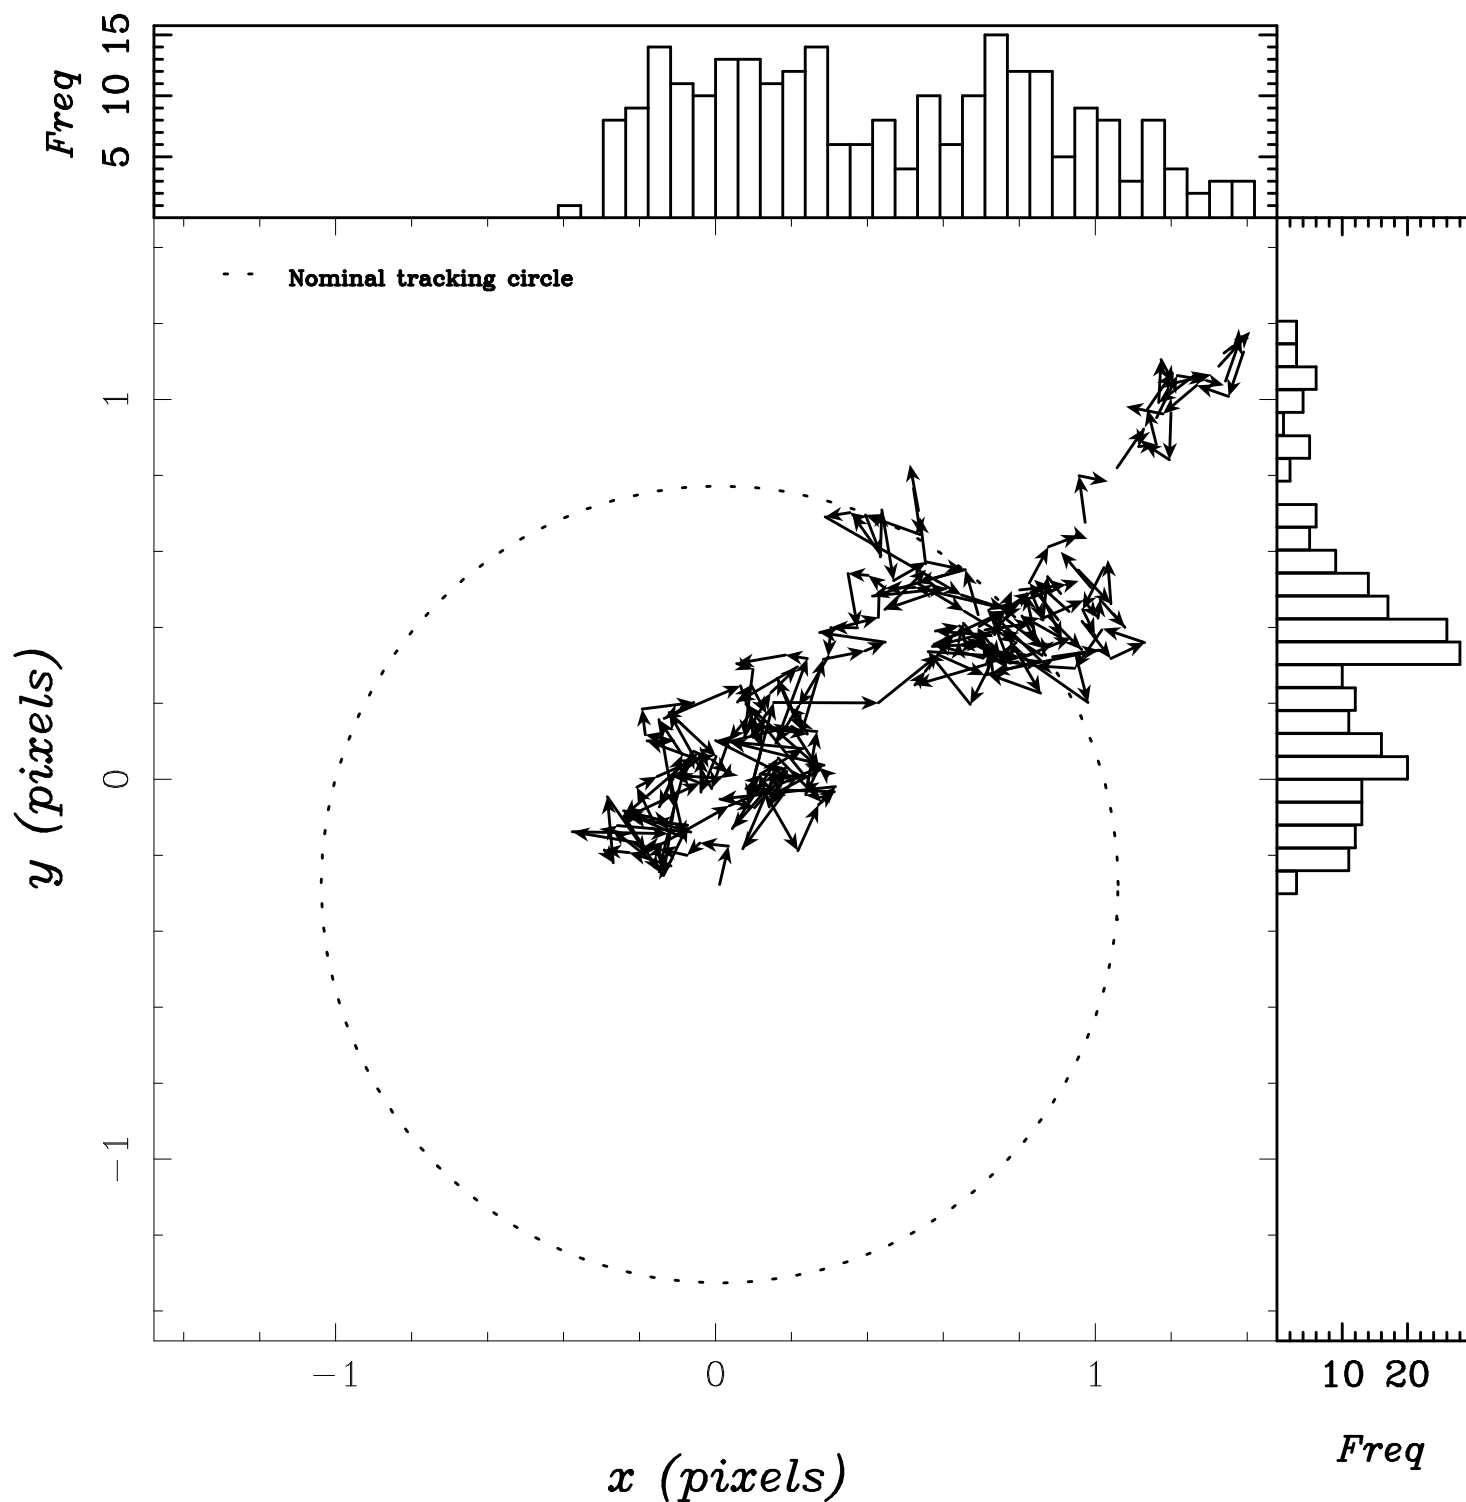 Freq
5 10 15
Nominal tracking circle
y (pixels)
1
0
−1
−1 0 1
x (pixels)
10 20
Freq